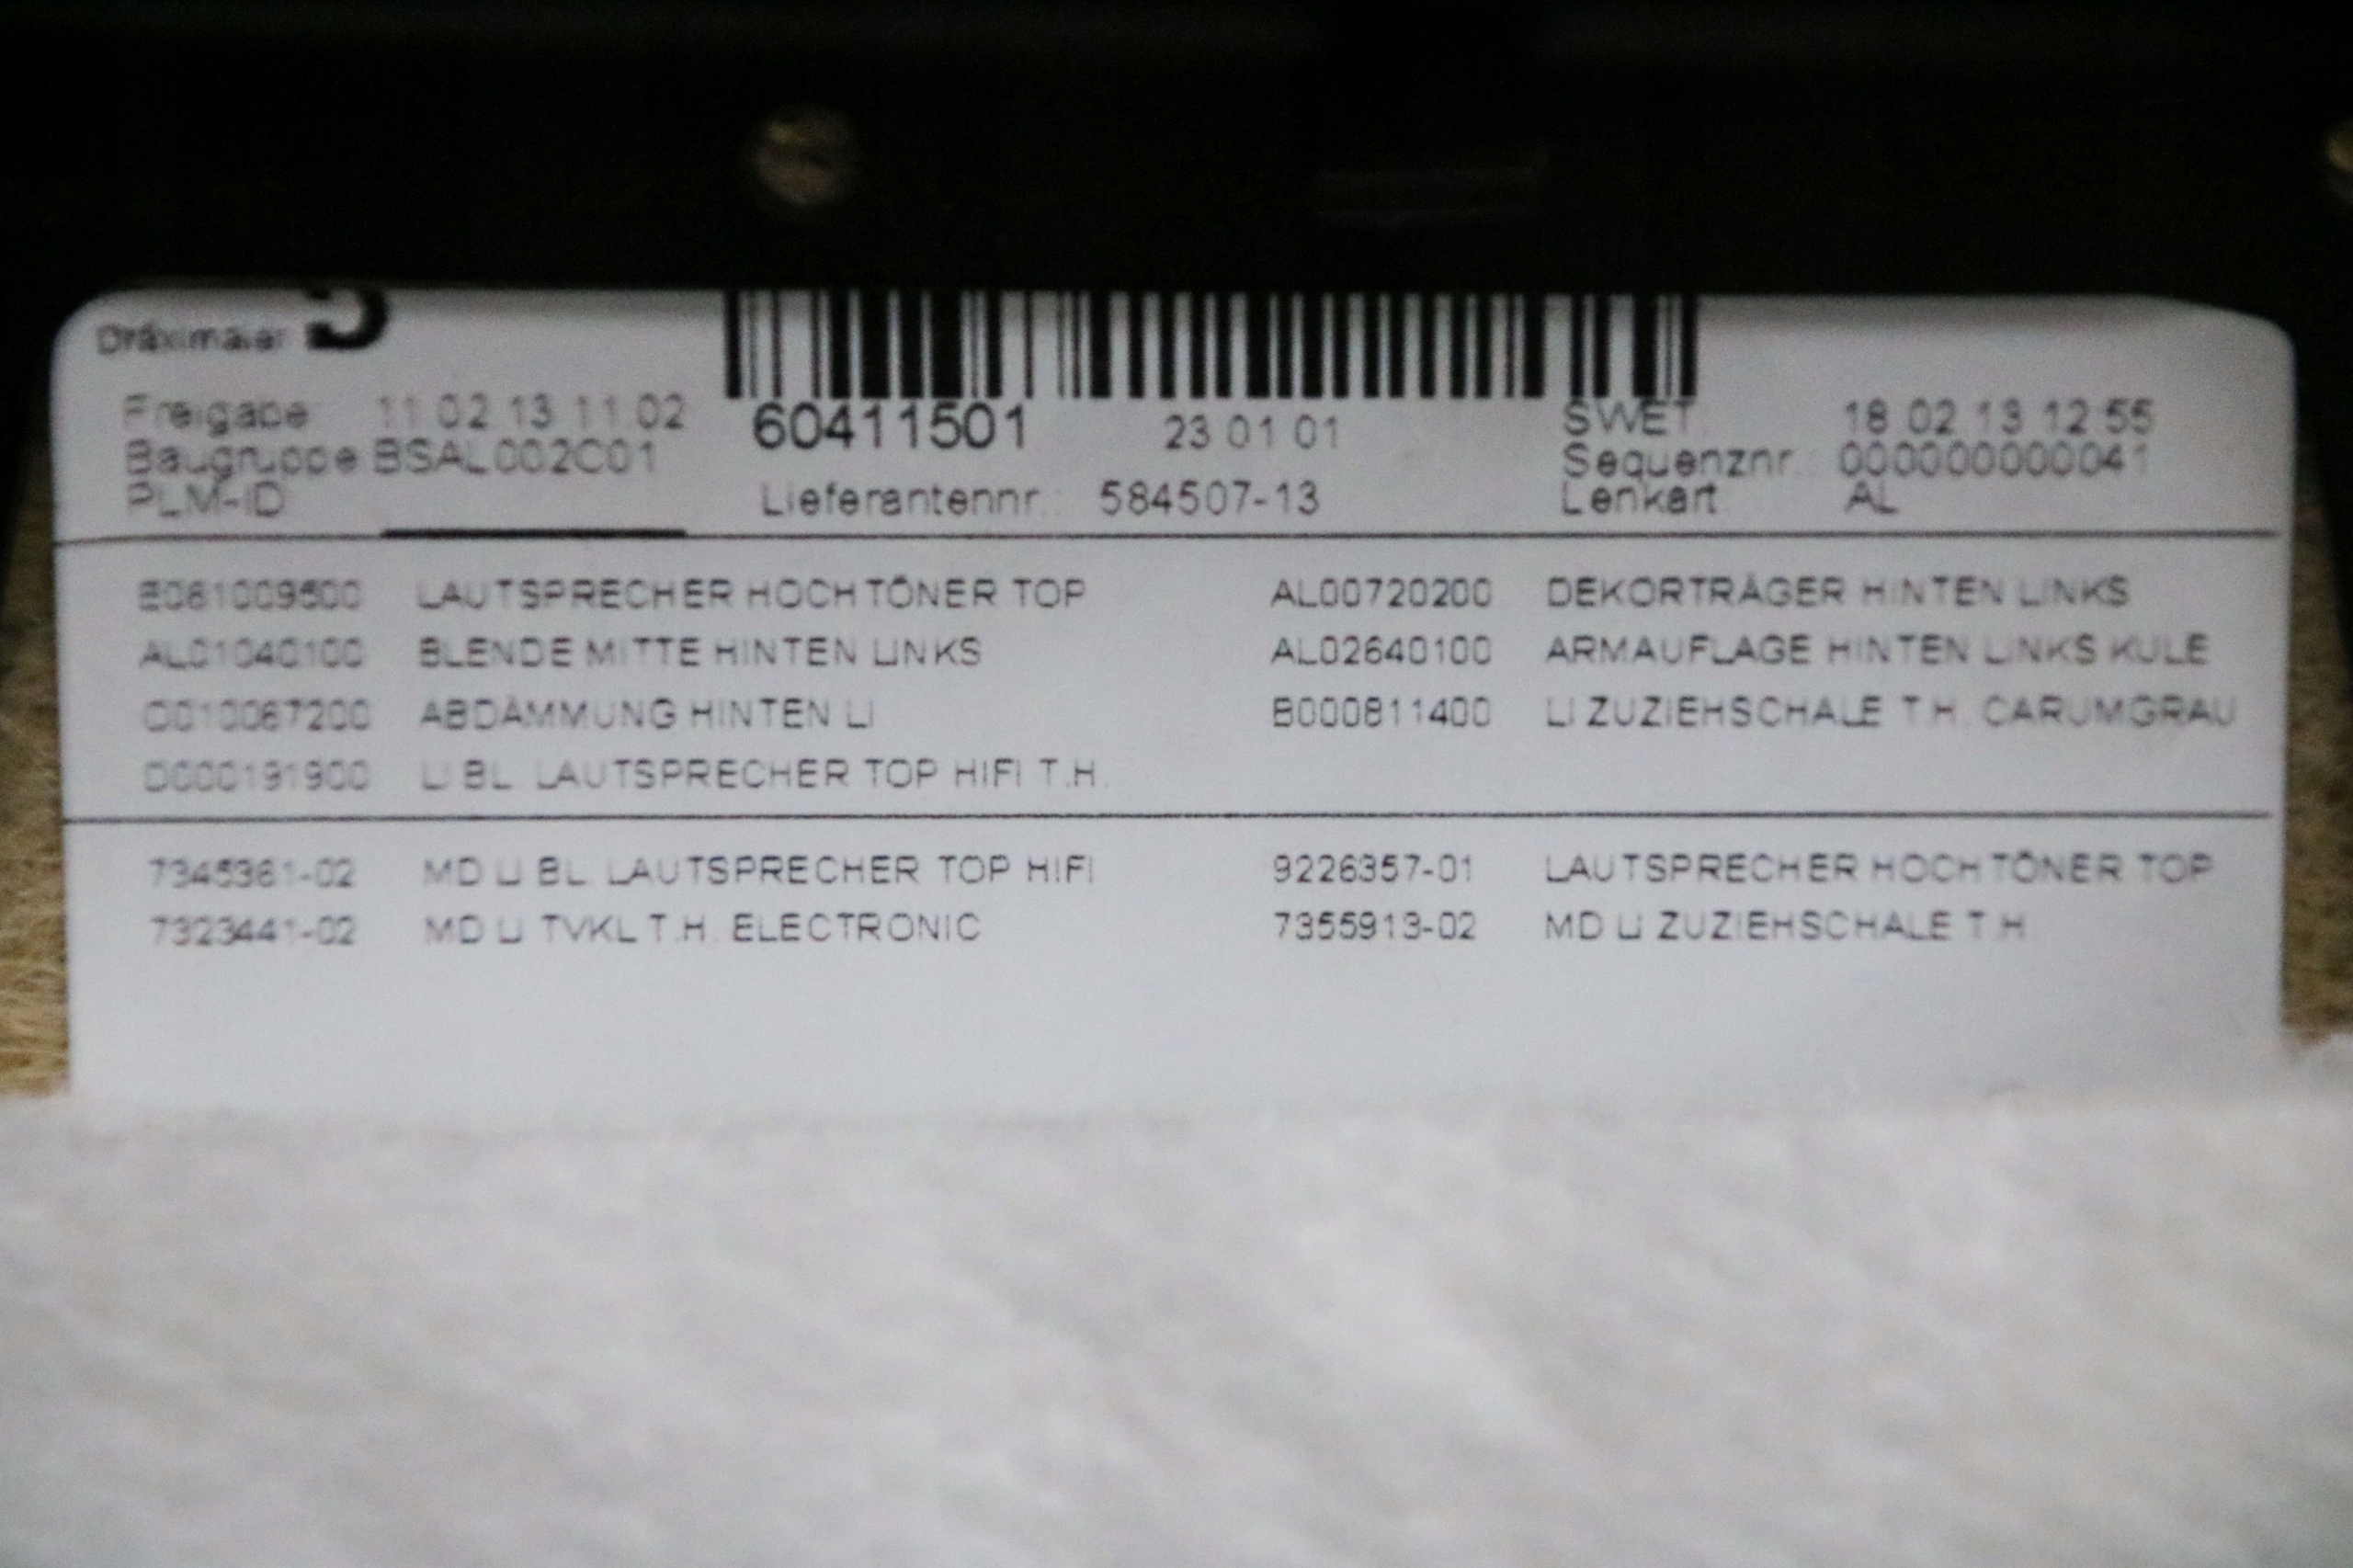 Dräxlmaier
Freigabe 11 02 13 11 02 60411501 23 01 01 SWET 18 02 13 12 55
Baugruppe BSAL002C01 Sequenznr. 000000000041
PLM-ID Lieferantennr.: 584507-13 Lenkart AL
E061009500 LAUTSPRECHER HOCHTÖNER TOP AL00720200 DEKORTRÄGER HINTEN LINKS
AL01040100 BLENDE MITTE HINTEN LINKS AL02640100 ARMAUFLAGE HINTEN LINKS KULE
ABDÄMMUNG HINTEN LI B000811400 LI ZUZIEHSCHALE T.H. CARUMGRAU
D000191900 LI BL. LAUTSPRECHER TOP HIFI T.H.
7345361-02 MD LI BL. LAUTSPRECHER TOP HIFI 9226357-01 LAUTSPRECHER HOCHTÖNER TOP
7323441-02 MD LI TVKL T.H. ELECTRONIC 7355913-02 MD LI ZUZIEHSCHALE T.H.